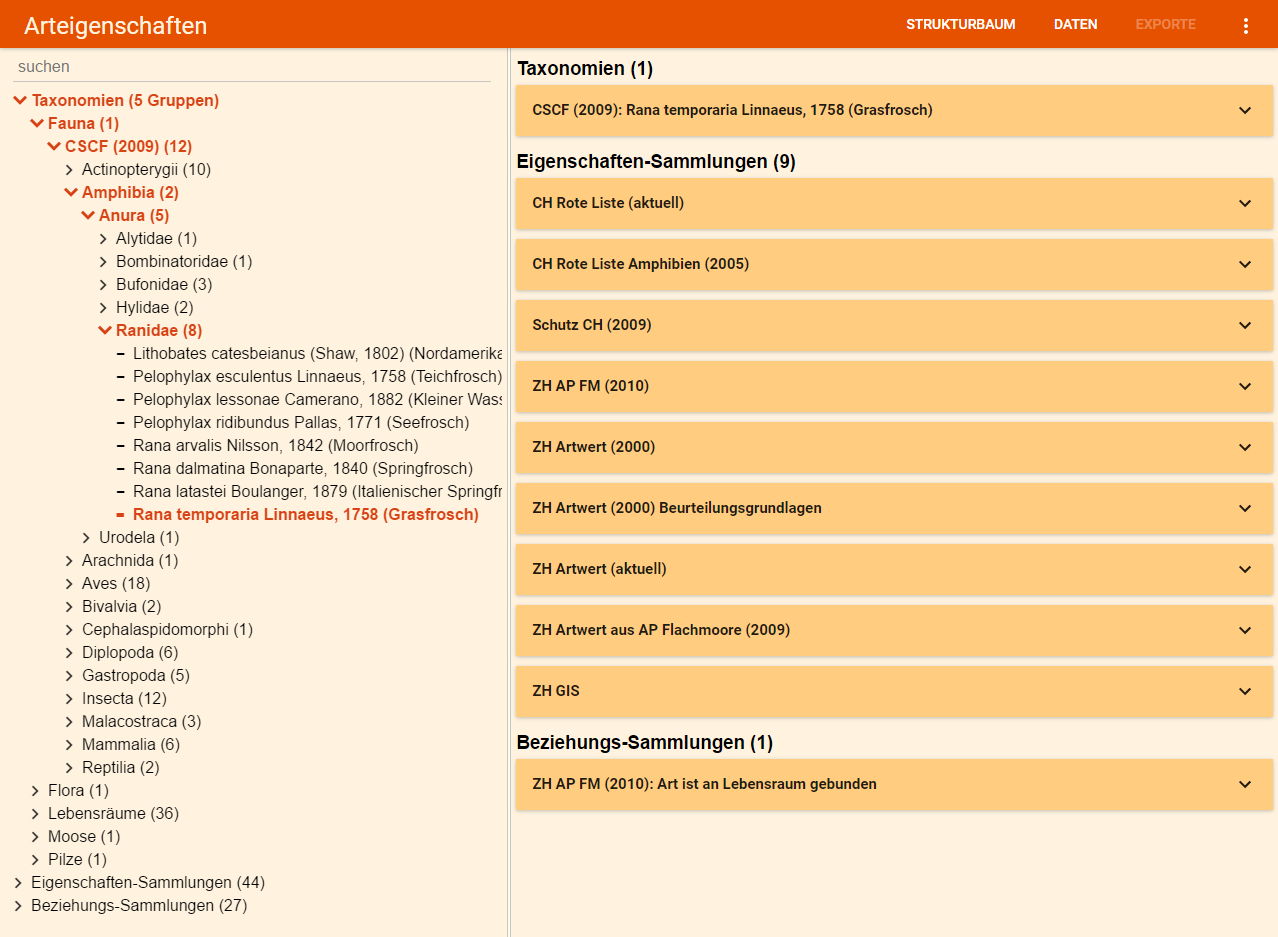 Arteigenschaften
STRUKTURBAUM DATEN EXPORTE
suchen
Taxonomien (5 Gruppen)
Fauna (1)
CSCF (2009) (12)
Actinopterygii (10)
Amphibia (2)
Anura (5)
Alytidae (1)
Bombinatoridae (1)
Bufonidae (3)
Hylidae (2)
Ranidae (8)
Lithobates catesbeianus (Shaw, 1802) (Nordamerika
Pelophylax esculentus Linnaeus, 1758 (Teichfrosch)
Pelophylax lessonae Camerano, 1882 (Kleiner Wass
Pelophylax ridibundus Pallas, 1771 (Seefrosch)
Rana arvalis Nilsson, 1842 (Moorfrosch)
Rana dalmatina Bonaparte, 1840 (Springfrosch)
Rana latastei Boulanger, 1879 (Italienischer Springfr
Rana temporaria Linnaeus, 1758 (Grasfrosch)
Urodela (1)
Arachnida (1)
Aves (18)
Bivalvia (2)
Cephalaspidomorphi (1)
Diplopoda (6)
Gastropoda (5)
Insecta (12)
Malacostraca (3)
Mammalia (6)
Reptilia (2)
Flora (1)
Lebensräume (36)
Moose (1)
Pilze (1)
Eigenschaften-Sammlungen (44)
Beziehungs-Sammlungen (27)
Taxonomien (1)
CSCF (2009): Rana temporaria Linnaeus, 1758 (Grasfrosch)
Eigenschaften-Sammlungen (9)
CH Rote Liste (aktuell)
CH Rote Liste Amphibien (2005)
Schutz CH (2009)
ZH AP FM (2010)
ZH Artwert (2000)
ZH Artwert (2000) Beurteilungsgrundlagen
ZH Artwert (aktuell)
ZH Artwert aus AP Flachmoore (2009)
ZH GIS
Beziehungs-Sammlungen (1)
ZH AP FM (2010): Art ist an Lebensraum gebunden